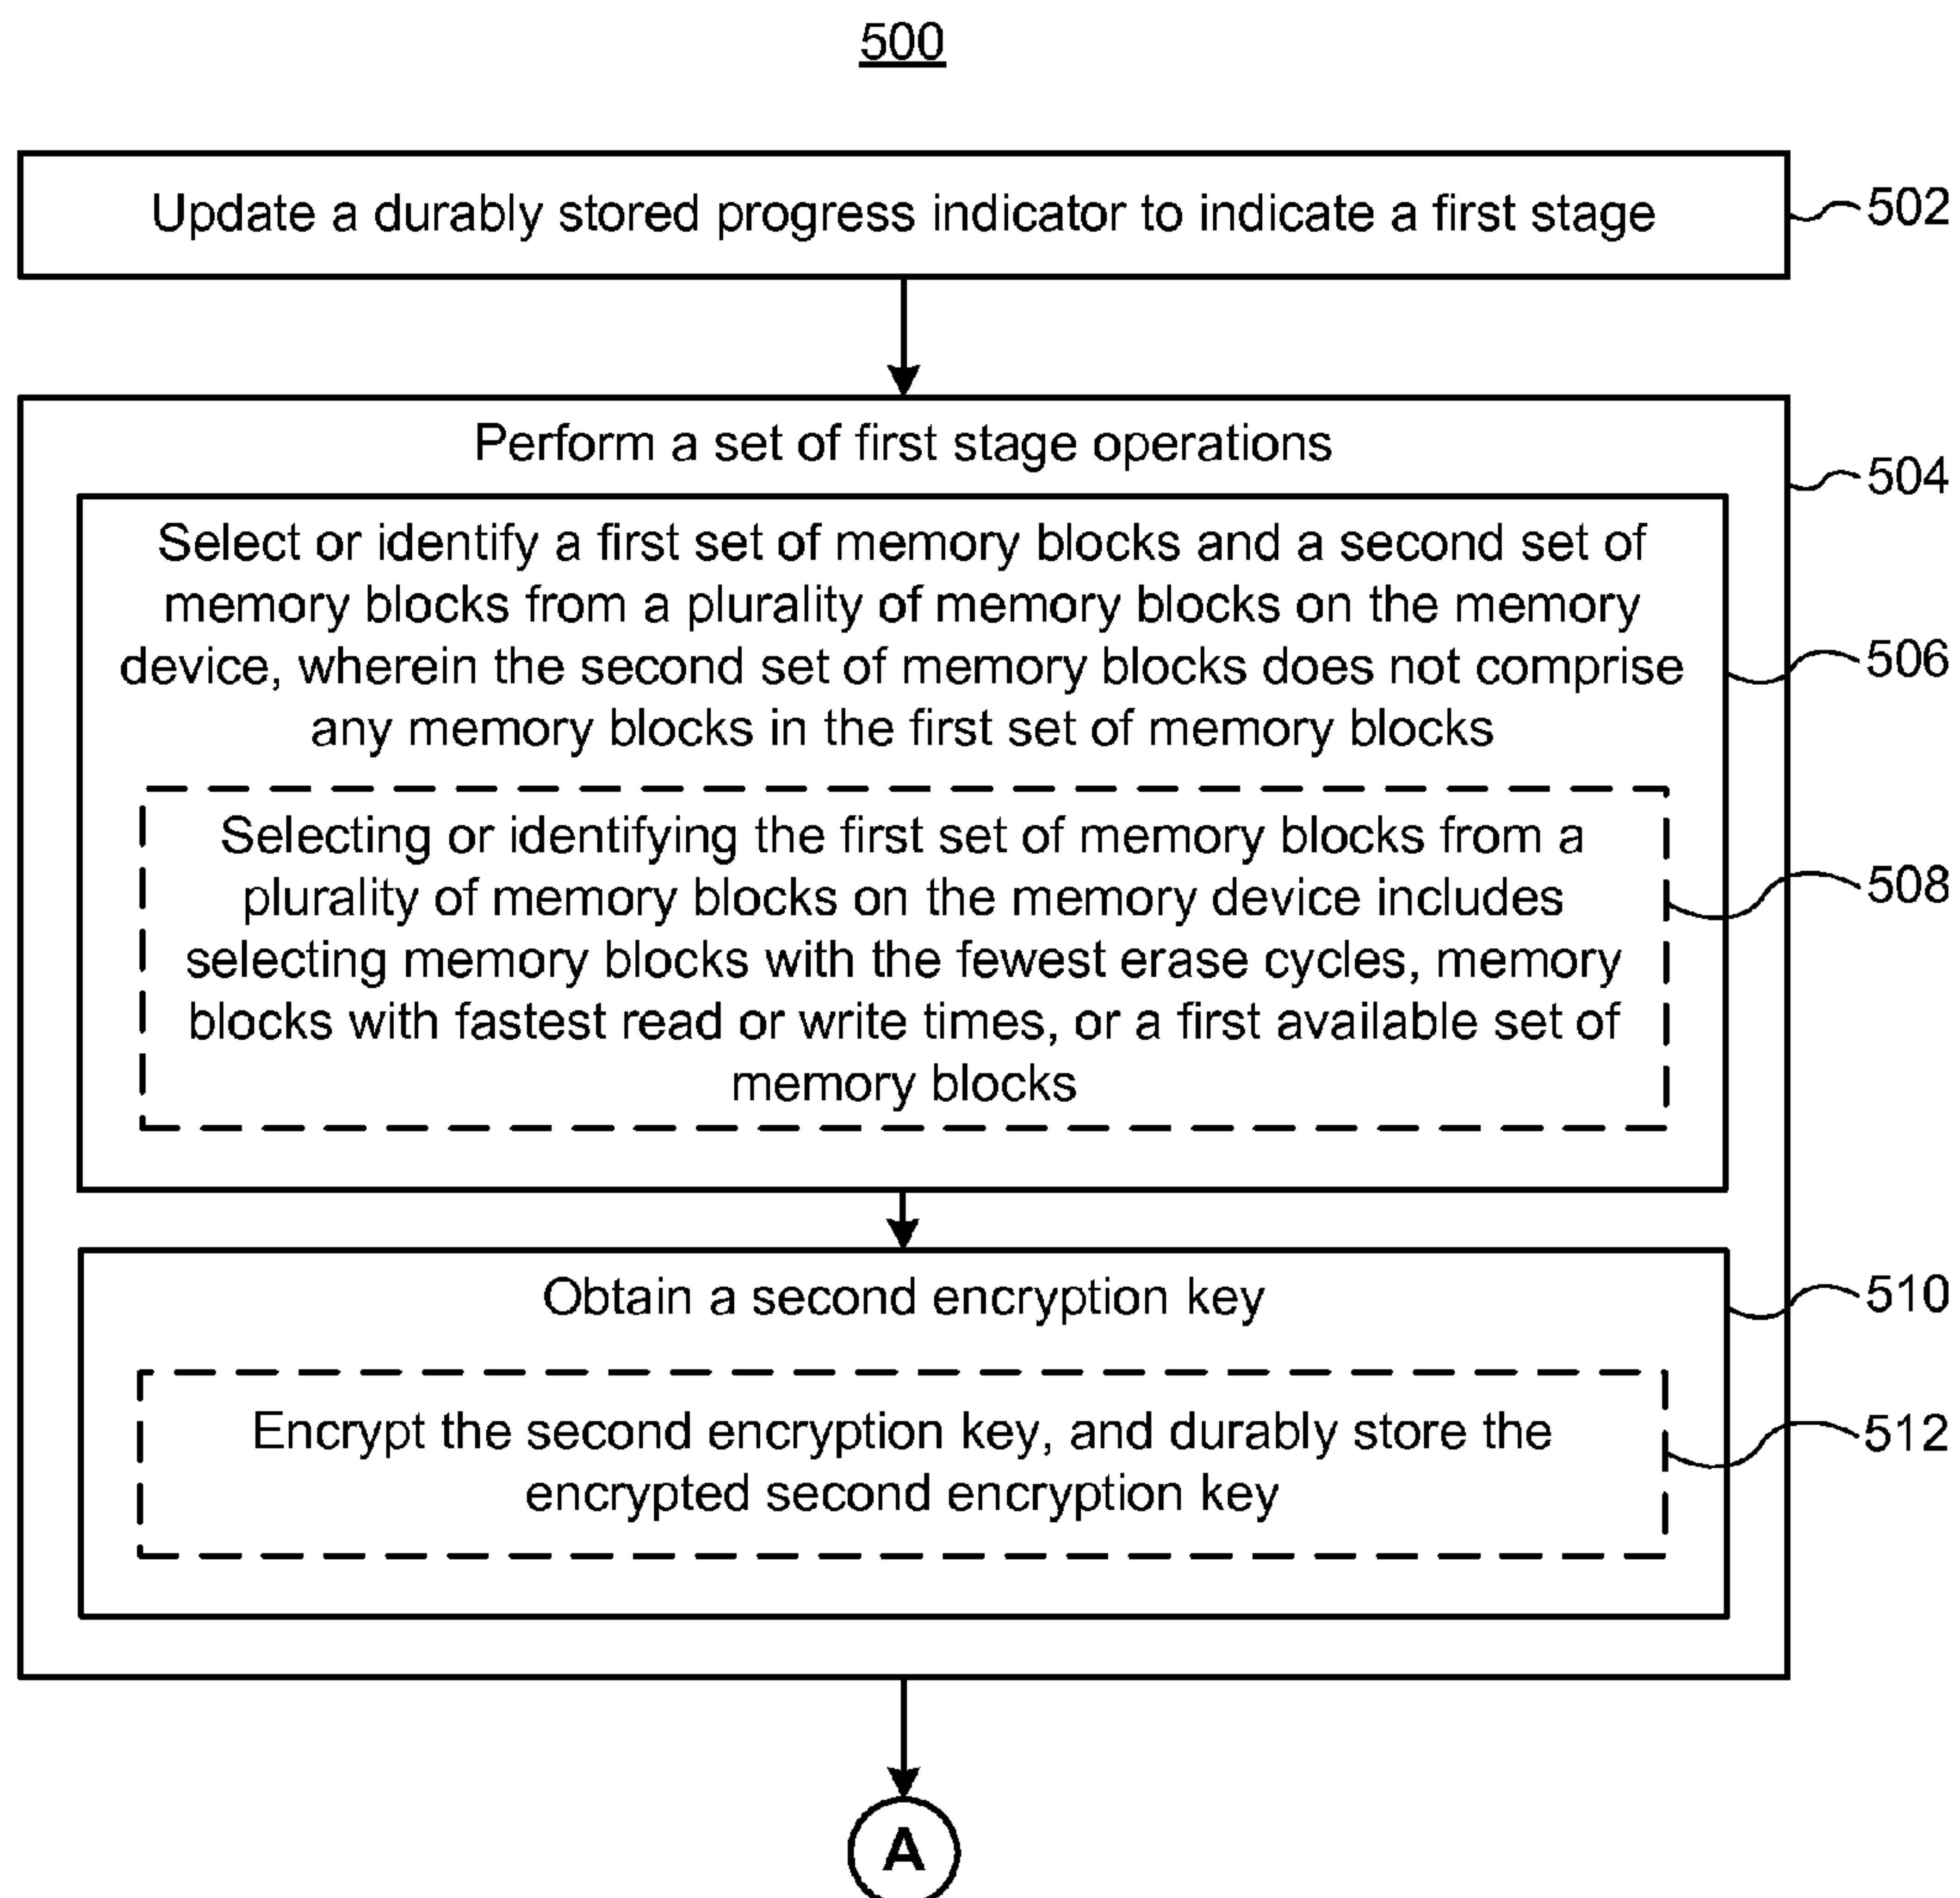 500
Update a durably stored progress indicator to indicate a first stage
502
Perform a set of first stage operations
504
Select or identify a first set of memory blocks and a second set of
memory blocks from a plurality of memory blocks on the memory
device, wherein the second set of memory blocks does not comprise
any memory blocks in the first set of memory blocks
506
Selecting or identifying the first set of memory blocks from a
plurality of memory blocks on the memory device includes
selecting memory blocks with the fewest erase cycles, memory
blocks with fastest read or write times, or a first available set of
memory blocks
508
Obtain a second encryption key
510
Encrypt the second encryption key, and durably store the
encrypted second encryption key
512
A